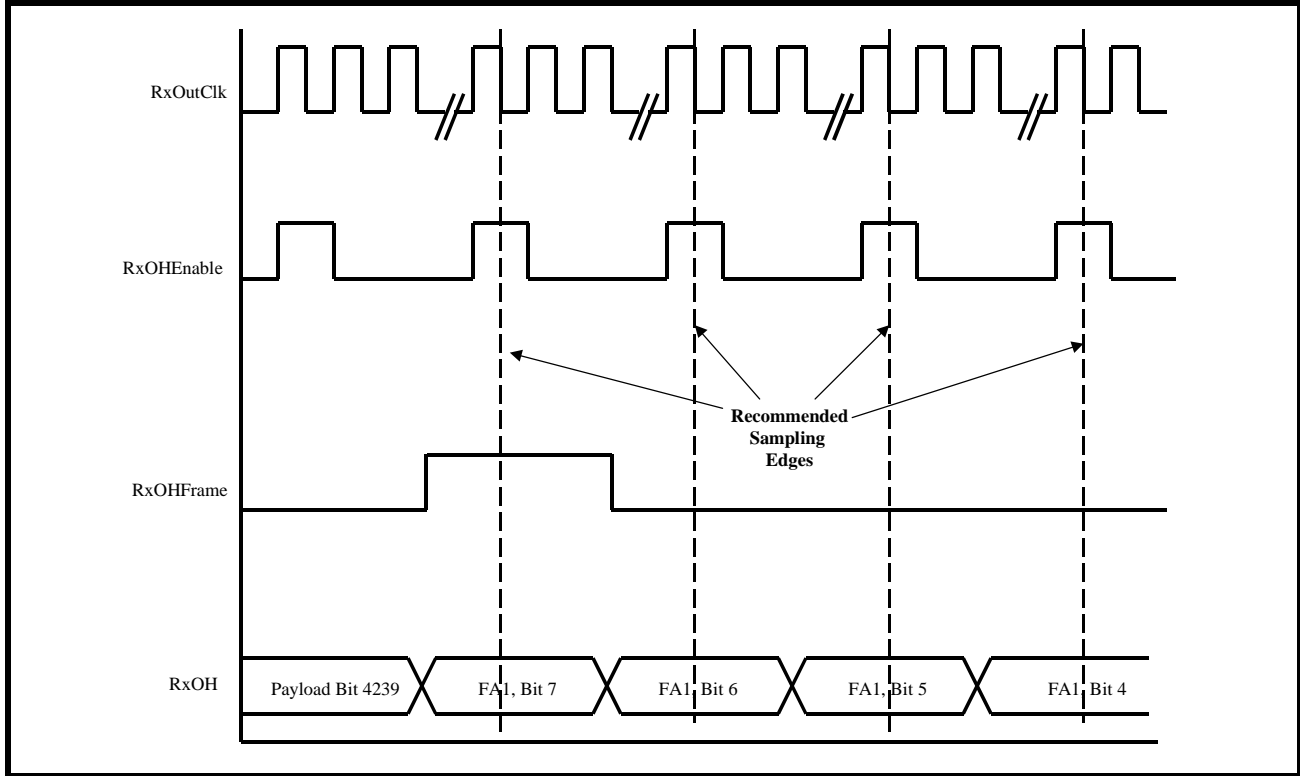 RxOutClk
RxOHEnable
Recommended
Sampling
Edges
RxOHFrame
RxOH
Payload Bit 4239
FA1, Bit 7
FA1, Bit 6
FA1, Bit 5
FA1, Bit 4